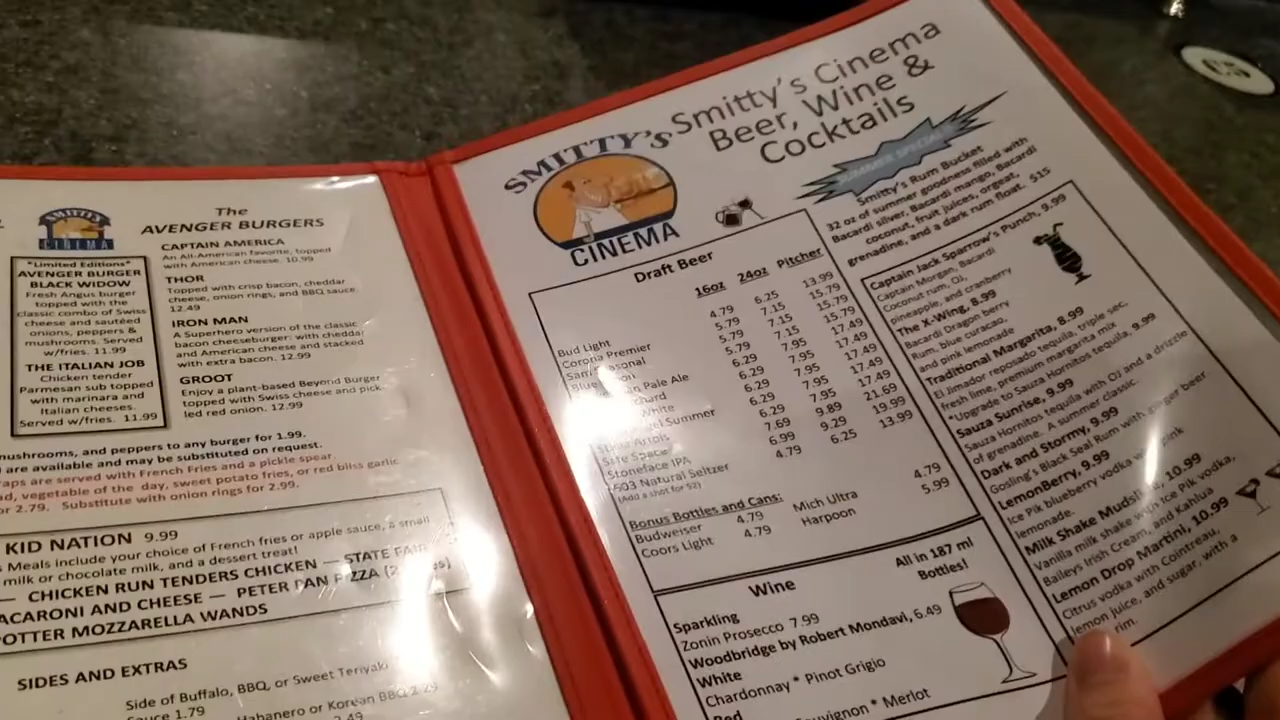 SMITTY'S
CINEMA
*Limited Editions*
AVENGER BURGER
BLACK WIDOW
Fresh Angus burger
topped with the
classic combo of Swiss
cheese and sautéed
onions, peppers &
mushrooms. Served
w/fries. 11.99
THE ITALIAN JOB
Chicken tender
Parmesan sub topped
with marinara and
Italian cheeses.
Served w/fries. 11.99
The
AVENGER BURGERS
CAPTAIN AMERICA
An All-American favorite, topped
with American cheese. 10.99
THOR
Topped with crisp bacon, cheddar
cheese, onion rings, and BBQ sauce.
12.49
IRON MAN
A Superhero version of the classic
bacon cheeseburger: with cheddar
and American cheese and stacked
with extra bacon. 12.99
GROOT
Enjoy a plant-based Beyond Burger
topped with Swiss cheese and pick-
led red onion. 12.99
mushrooms, and peppers to any burger for 1.99.
are available and may be substituted on request.
raps are served with French Fries and a pickle spear.
vegetable of the day, sweet potato fries, or red bliss garlic
for 2.79. Substitute with onion rings for 2.99.
KID NATION 9.99
Meals include your choice of French fries or apple sauce, a small
milk or chocolate milk, and a dessert treat!
— CHICKEN RUN TENDERS CHICKEN — STATE FAIR
ACARONI AND CHEESE — PETER PAN PIZZA
POTTER MOZZARELLA WANDS
SIDES AND EXTRAS
Side of Buffalo, BBQ, or Sweet Teriyaki
Sauce 1.79
Habanero or Korean BBQ 2.29
SMITTY'S
CINEMA
Smitty's Cinema
Beer, Wine &
Cocktails
SUMMER SPECIAL
Smitty's Rum Bucket
32 oz of summer goodness filled with
Bacardi silver, Bacardi mango, Bacardi
coconut, fruit juices, orgeat,
grenadine, and a dark rum float. $15
Draft Beer
16oz 24oz Pitcher
Bud Light 4.79 6.25 13.99
Corona Premier 5.79 7.15 15.79
Sam Seasonal 5.79 7.15 15.79
Blue 5.79 7.15 15.79
Pale Ale 6.29 7.95 17.49
6.29 7.95 17.49
White 6.29 7.95 17.49
Summer 6.29 7.95 17.49
Artois 7.69 9.89 21.69
Safe Space 6.99 9.29 19.99
Stoneface IPA 4.79 6.25 13.99
603 Natural Seltzer
(Add a shot for $2)
Bonus Bottles and Cans:
Budweiser 4.79 Mich Ultra 4.79
Coors Light 4.79 Harpoon 5.99
Wine
All in 187 ml
Bottles!
Sparkling
Zonin Prosecco 7.99
Woodbridge by Robert Mondavi, 6.49
White
Chardonnay * Pinot Grigio
Red
Sauvignon * Merlot
Captain Jack Sparrow's Punch, 9.99
Captain Morgan, Bacardi
Coconut rum, OJ,
pineapple, and cranberry
The X-Wing, 8.99
Bacardi Dragon berry
Rum, blue curacao,
and pink lemonade
Traditional Margarita, 8.99
El Jimador reposado tequila, triple sec,
fresh lime, premium margarita mix
*Upgrade to Sauza Hornitos tequila, 9.99
Sauza Sunrise, 9.99
Sauza Hornitos tequila with OJ and a drizzle
of grenadine. A summer classic.
Dark and Stormy, 9.99
Gosling's Black Seal Rum with ginger beer.
LemonBerry, 9.99
Ice Pik blueberry vodka pink
lemonade.
Milk Shake Mudslide, 10.99
Vanilla milk shake with Ice Pik vodka,
Baileys Irish Cream, and Kahlua
Lemon Drop Martini, 10.99
Citrus vodka with Cointreau,
lemon juice, and sugar, with a
rim.